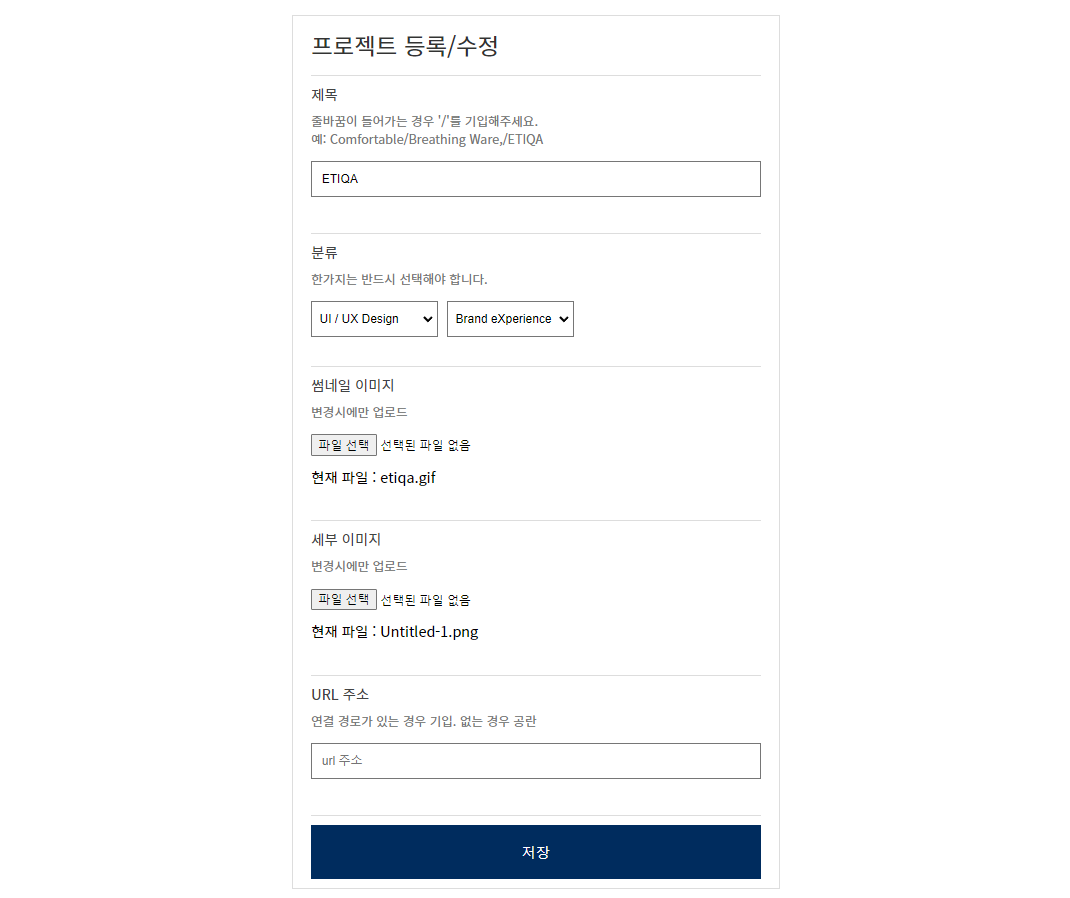 프로젝트 등록/수정
제목
줄바꿈이 들어가는 경우 '/'를 기입해주세요.
예: Comfortable/Breathing Ware,/ETIQA
ETIQA
분류
한가지는 반드시 선택해야 합니다.
UI / UX Design Brand eXperience
썸네일 이미지
변경시에만 업로드
파일 선택 선택된 파일 없음
현재 파일 : etiqa.gif
세부 이미지
변경시에만 업로드
파일 선택 선택된 파일 없음
현재 파일 : Untitled-1.png
URL 주소
연결 경로가 있는 경우 기입. 없는 경우 공란
url 주소
저장